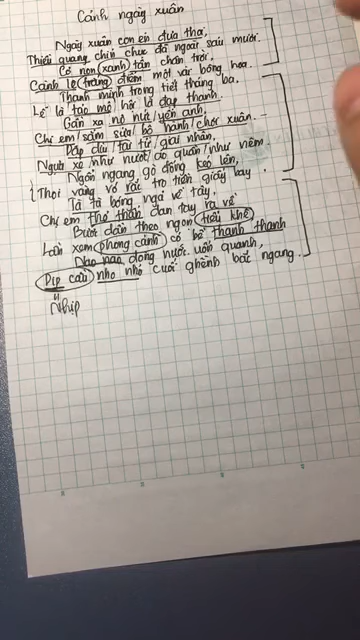 Cảnh ngày xuân
Ngày xuân con én đưa thoi,
Thiều quang chín chục đã ngoài sáu mươi.
Cỏ non (xanh) tận chân trời,
Cành lê (trắng) điểm một vài bông hoa.
Thanh minh trong tiết tháng ba,
Lễ là tảo mộ, hội là đạp thanh.
Gần xa nô nức/yến anh,
Chị em/sắm sửa/bộ hành/chơi xuân.
Dập dìu/tài tử/giai nhân,
Ngựa xe/như nước/áo quần/như nêm.
Ngổn ngang gò đống kéo lên,
Thoi vàng vó rắc tro tiền giấy bay.
Tà tà bóng ngả về tây,
Chị em thơ thẩn dan tay ra về
Bước dần theo ngọn (tiểu khê)
Lần xem (phong cảnh) có bề thanh thanh
Nao nao dòng nước uốn quanh,
(Dịp cầu) nho nhỏ cuối ghềnh bắc ngang.
Nhịp